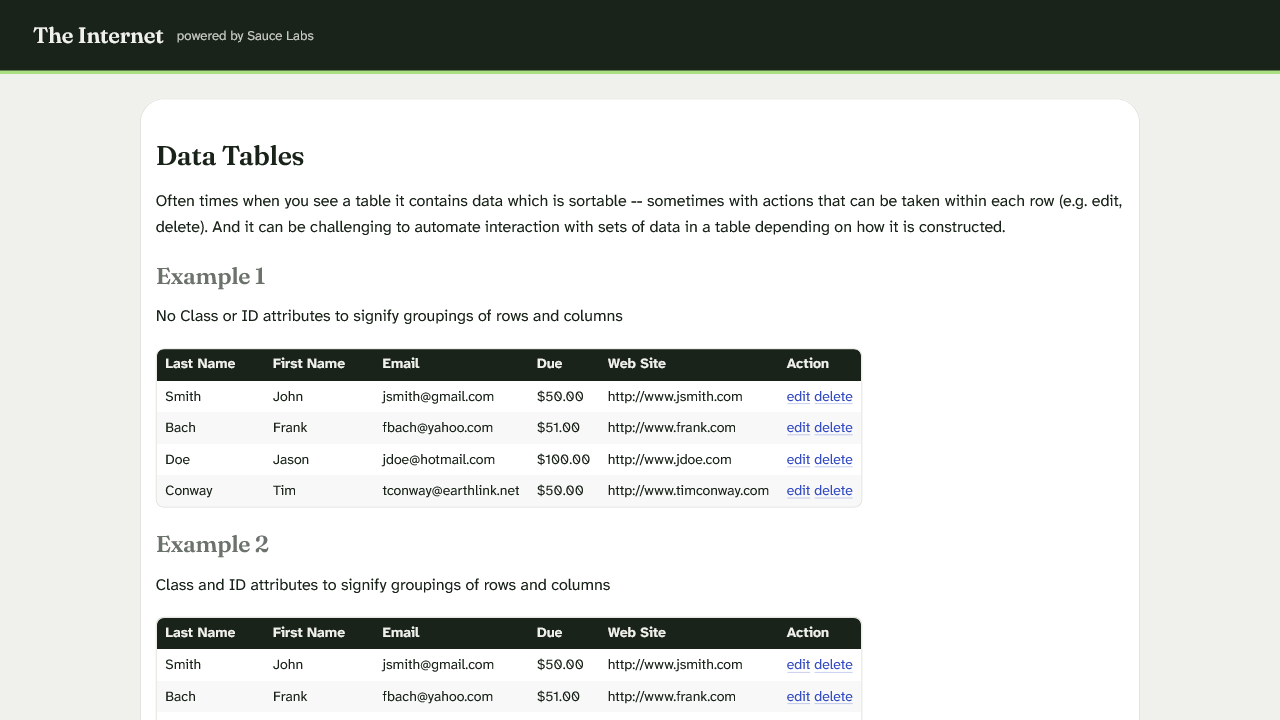 The Internet powered by Sauce Labs
Data Tables
Often times when you see a table it contains data which is sortable -- sometimes with actions that can be taken within each row (e.g. edit,
delete). And it can be challenging to automate interaction with sets of data in a table depending on how it is constructed.
Example 1
No Class or ID attributes to signify groupings of rows and columns
Last Name First Name Email Due Web Site Action
Smith John jsmith@gmail.com $50.00 http://www.jsmith.com edit delete
Bach Frank fbach@yahoo.com $51.00 http://www.frank.com edit delete
Doe Jason jdoe@hotmail.com $100.00 http://www.jdoe.com edit delete
Conway Tim tconway@earthlink.net $50.00 http://www.timconway.com edit delete
Example 2
Class and ID attributes to signify groupings of rows and columns
Last Name First Name Email Due Web Site Action
Smith John jsmith@gmail.com $50.00 http://www.jsmith.com edit delete
Bach Frank fbach@yahoo.com $51.00 http://www.frank.com edit delete